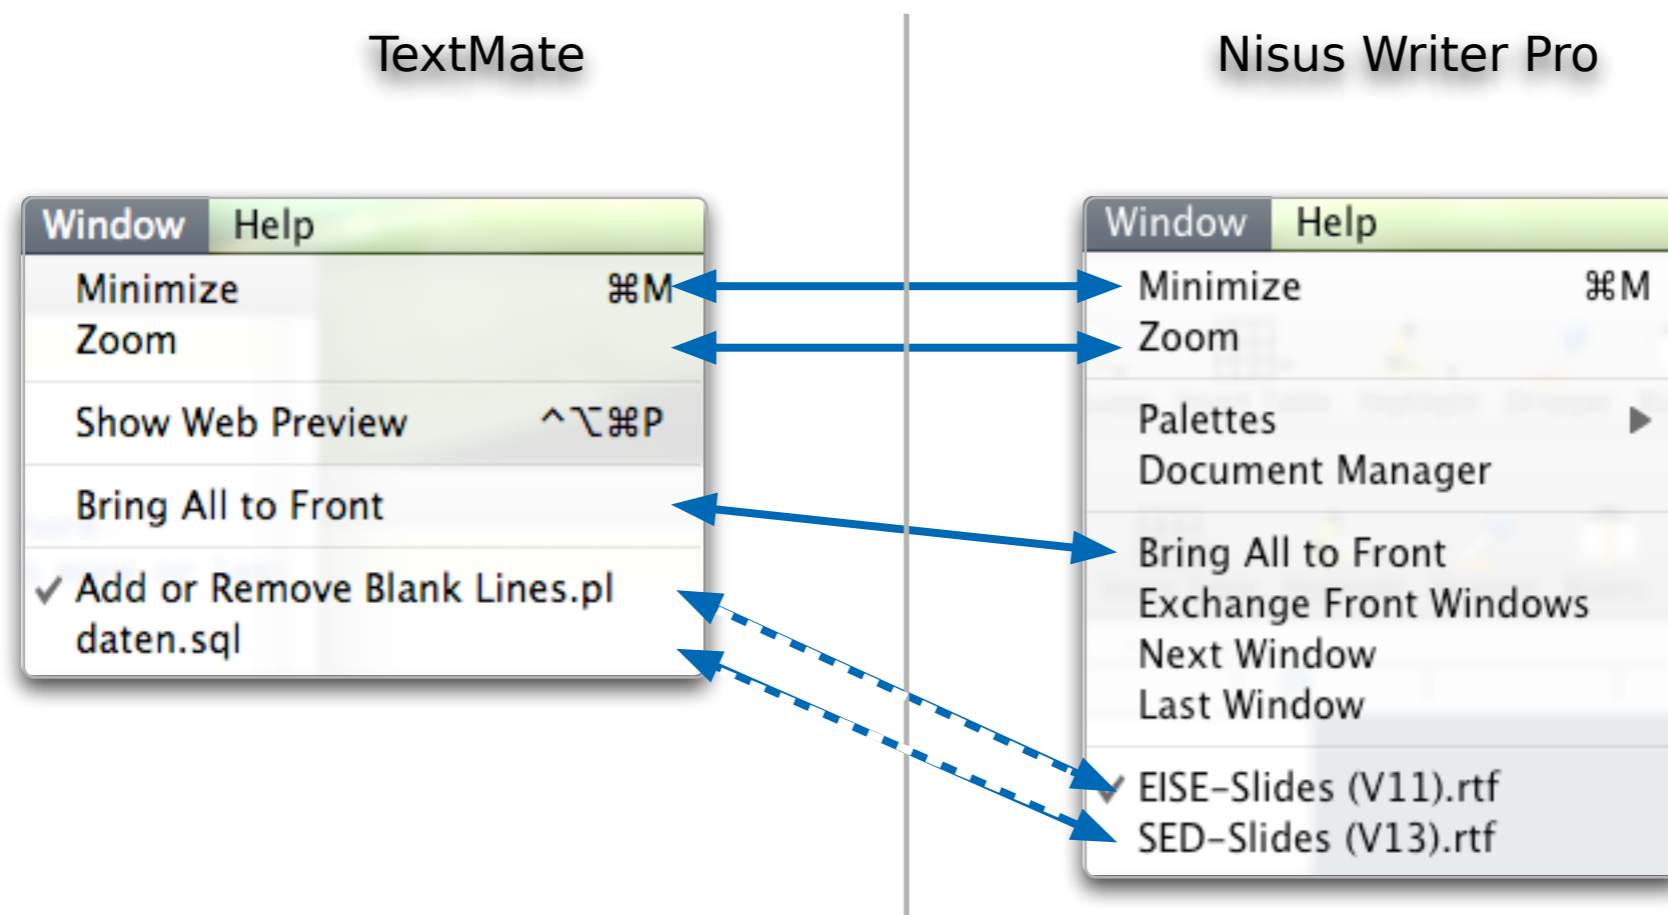 TextMate
Window Help
Minimize ⌘M
Zoom
Show Web Preview ^⌥⌘P
Bring All to Front
✓ Add or Remove Blank Lines.pl
daten.sql
Nisus Writer Pro
Window Help
Minimize ⌘M
Zoom
Palettes ▶
Document Manager
Bring All to Front
Exchange Front Windows
Next Window
Last Window
✓ EISE-Slides (V11).rtf
SED-Slides (V13).rtf